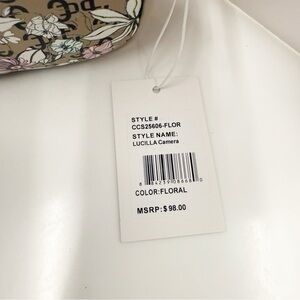 STYLE #
CCS25606-FLOR
STYLE NAME:
LUCILLA Camera
COLOR:FLORAL
MSRP:$98.00